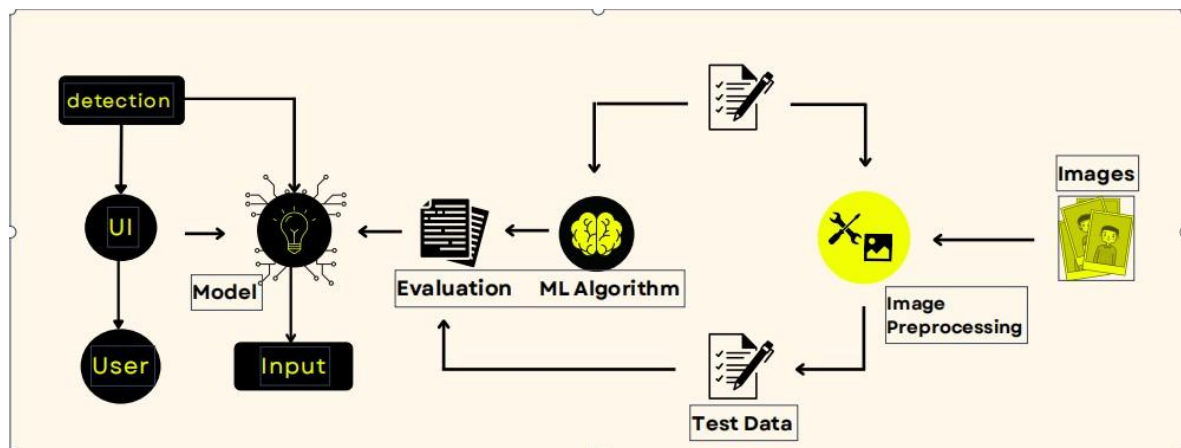 detection
Images
UI
Model
Evaluation
ML Algorithm
Image
Preprocessing
User
Input
Test Data